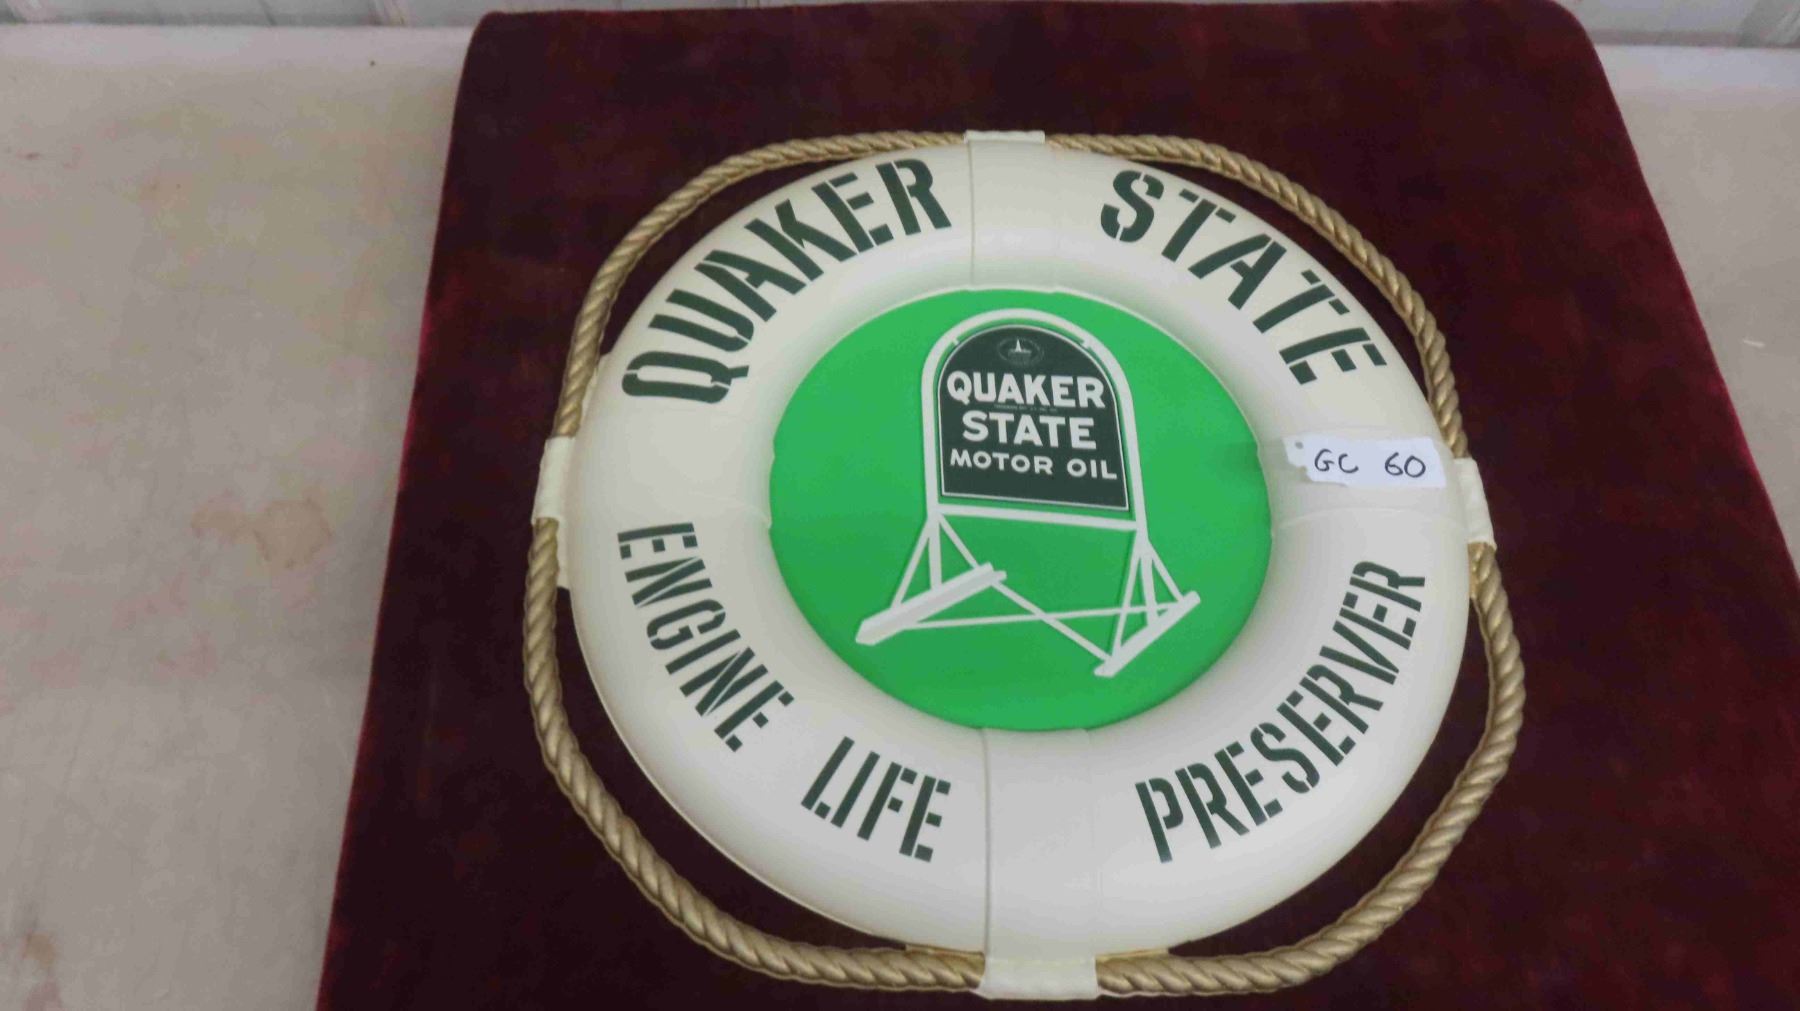 QUAKER STATE
QUAKER
STATE
MOTOR OIL
GC 60
ENGINE LIFE PRESERVER